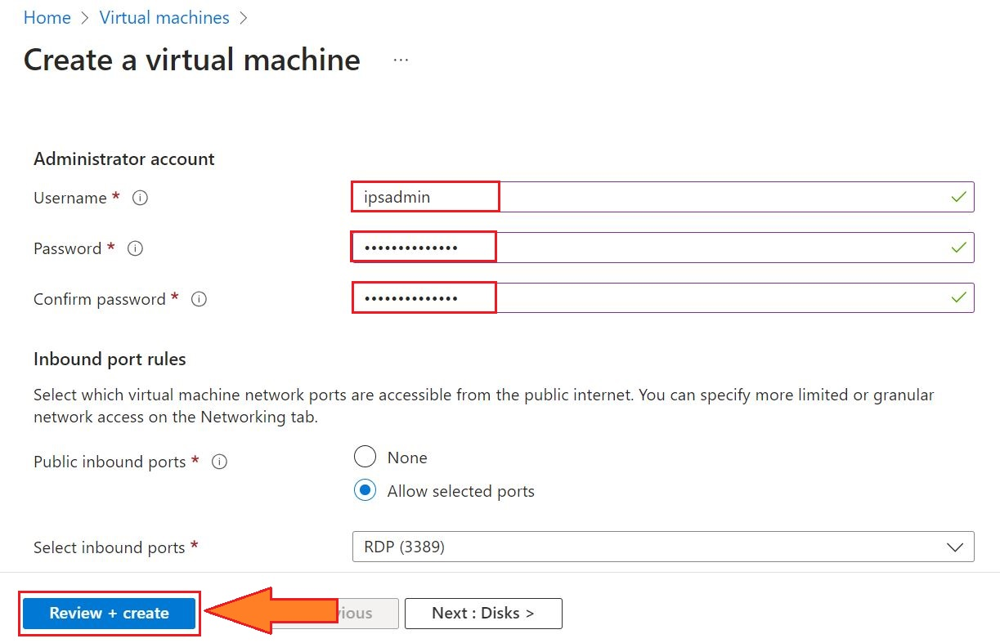 Home > Virtual machines >
Create a virtual machine ...
Administrator account
Username * ipsadmin
Password * ••••••••••••••
Confirm password * ••••••••••••••
Inbound port rules
Select which virtual machine network ports are accessible from the public internet. You can specify more limited or granular
network access on the Networking tab.
Public inbound ports * None
Allow selected ports
Select inbound ports * RDP (3389)
Review + create Next : Disks >